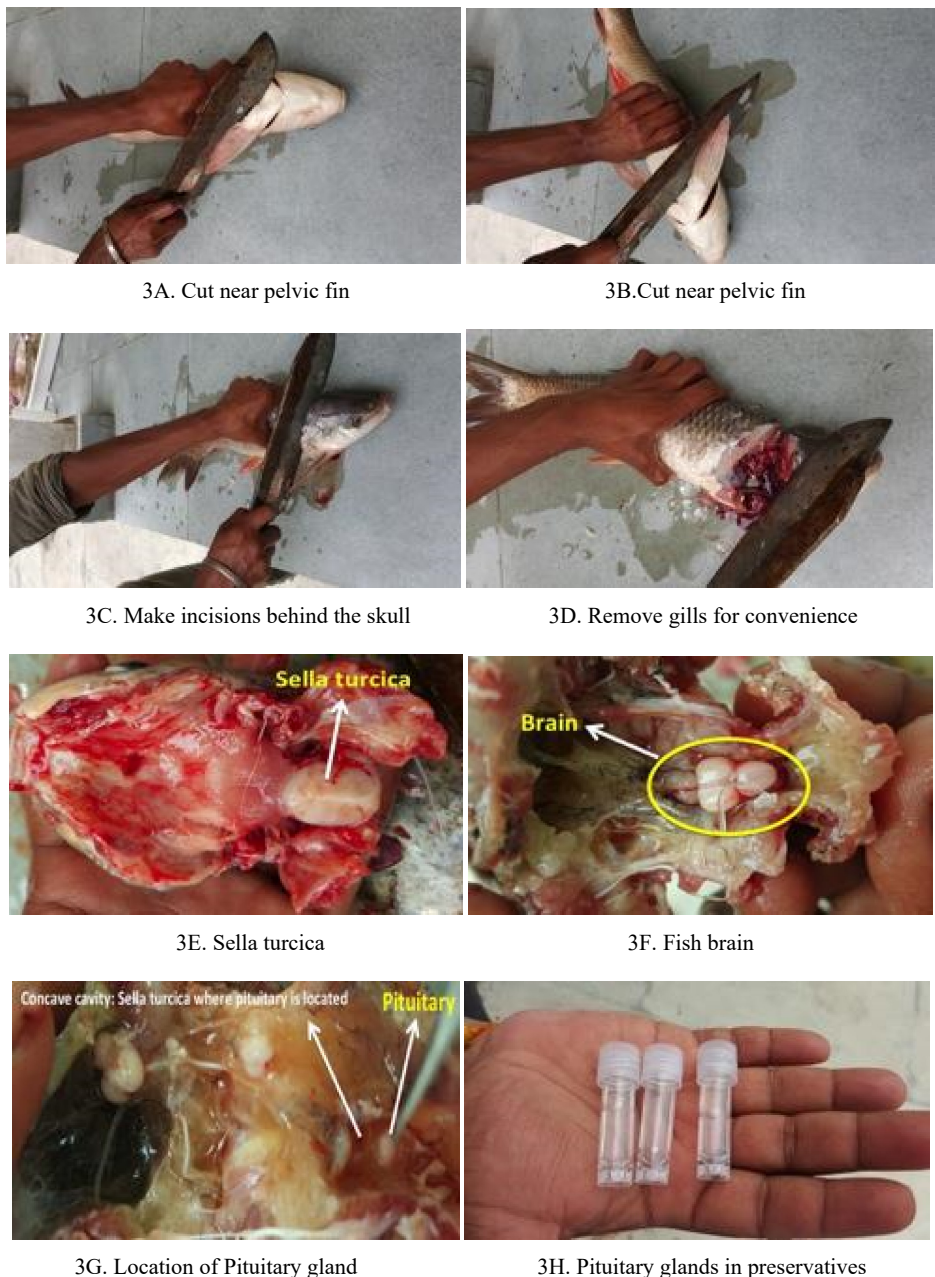 3A. Cut near pelvic fin
3B.Cut near pelvic fin
3C. Make incisions behind the skull
3D. Remove gills for convenience
Sella turcica
Brain
3E. Sella turcica
3F. Fish brain
Concave cavity: Sella turcica where pituitary is located
Pituitary
3G. Location of Pituitary gland
3H. Pituitary glands in preservatives